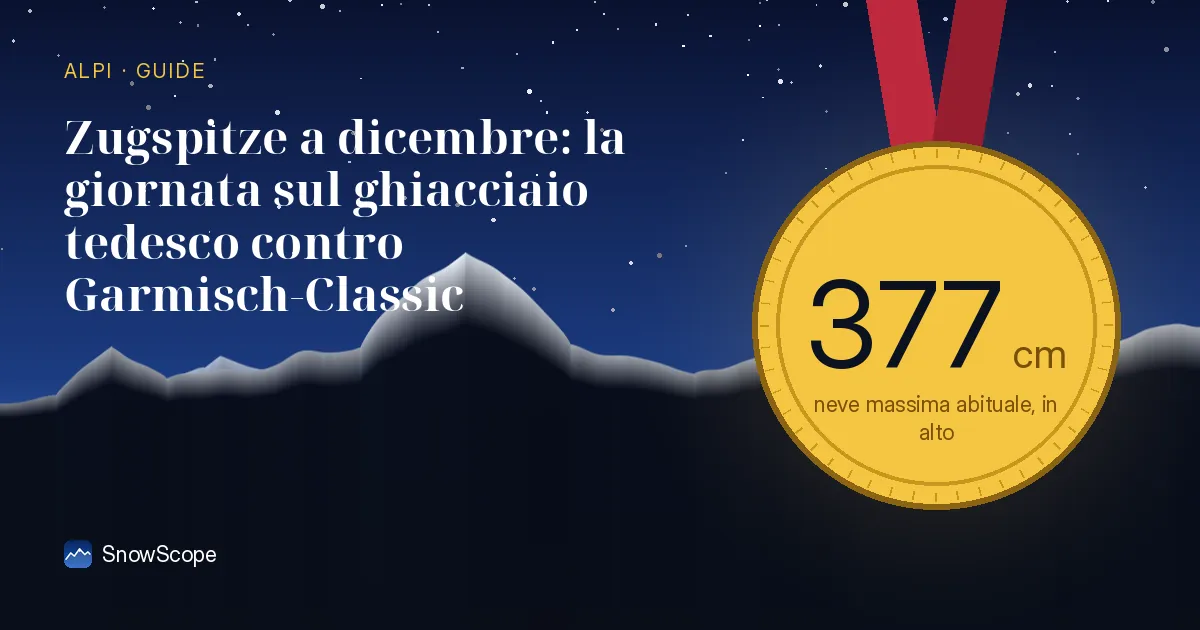 ALPI · GUIDE
Zugspitze a dicembre: la
giornata sul ghiacciaio
tedesco contro
Garmisch-Classic
377 cm
neve massima abituale, in
alto
SnowScope